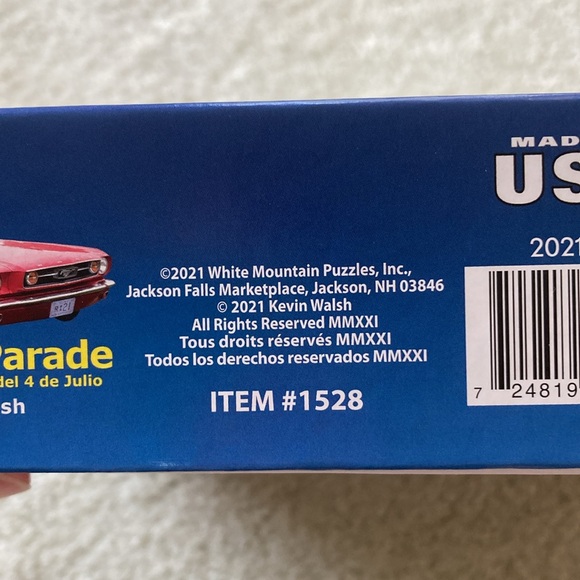 MAD
US
2021
©2021 White Mountain Puzzles, Inc.,
Jackson Falls Marketplace, Jackson, NH 03846
© 2021 Kevin Walsh
All Rights Reserved MMXXI
Tous droits réservés MMXXI
Todos los derechos reservados MMXXI
ITEM #1528
Parade
del 4 de Julio
sh
7 24819